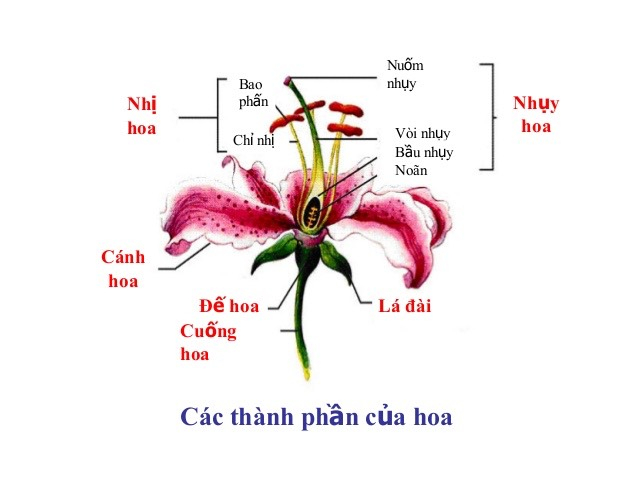 Nuốm
nhụy
Bao
phấn
Nhị
hoa
Nhụy
hoa
Chỉ nhị
Vòi nhụy
Bầu nhụy
Noãn
Cánh
hoa
Đế hoa
Lá đài
Cuống
hoa
Các thành phần của hoa